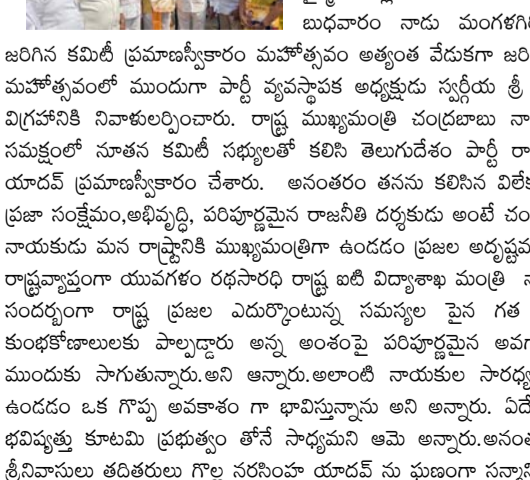 బుధవారం నాడు మంగళగిరి
జరిగిన కమిటీ ప్రమాణస్వీకారం మహోత్సవం అత్యంత వేడుకగా జరి
మహోత్సవంలో ముందుగా పార్టీ వ్యవస్థాపక అధ్యక్షుడు స్వర్గీయ శ్రీ
విగ్రహానికి నివాళులర్పించారు. రాష్ట్ర ముఖ్యమంత్రి చంద్రబాబు నా
సమక్షంలో నూతన కమిటీ సభ్యులతో కలిసి తెలుగుదేశం పార్టీ రా
యాదవ్ ప్రమాణస్వీకారం చేశారు. అనంతరం తనను కలిసిన విలేక
ప్రజా సంక్షేమం,అభివృద్ధి, పరిపూర్ణమైన రాజనీతి దర్శకుడు అంటే చం
నాయకుడు మన రాష్ట్రానికి ముఖ్యమంత్రిగా ఉండడం ప్రజల అదృష్టమ
రాష్ట్రవ్యాప్తంగా యువగళం రథసారధి రాష్ట్ర ఐటి విద్యాశాఖ మంత్రి
సందర్భంగా రాష్ట్ర ప్రజల ఎదుర్కొంటున్న సమస్యల పైన గత
కుంభకోణాలులకు పాల్పడ్డారు అన్న అంశంపై పరిపూర్ణమైన అవగ
ముందుకు సాగుతున్నారు.అని ఆన్నారు.అలాంటి నాయకుల సారధ్య
ఉండడం ఒక గొప్ప అవకాశం గా భావిస్తున్నాను అని అన్నారు. ఏదే
భవిష్యత్తు కూటమి ప్రభుత్వం తోనే సాధ్యమని ఆమె అన్నారు.అనంత
శ్రీనివాసులు తదితరులు గొల్ల నరసింహ యాదవ్ ను ఘణంగా సన్మాని